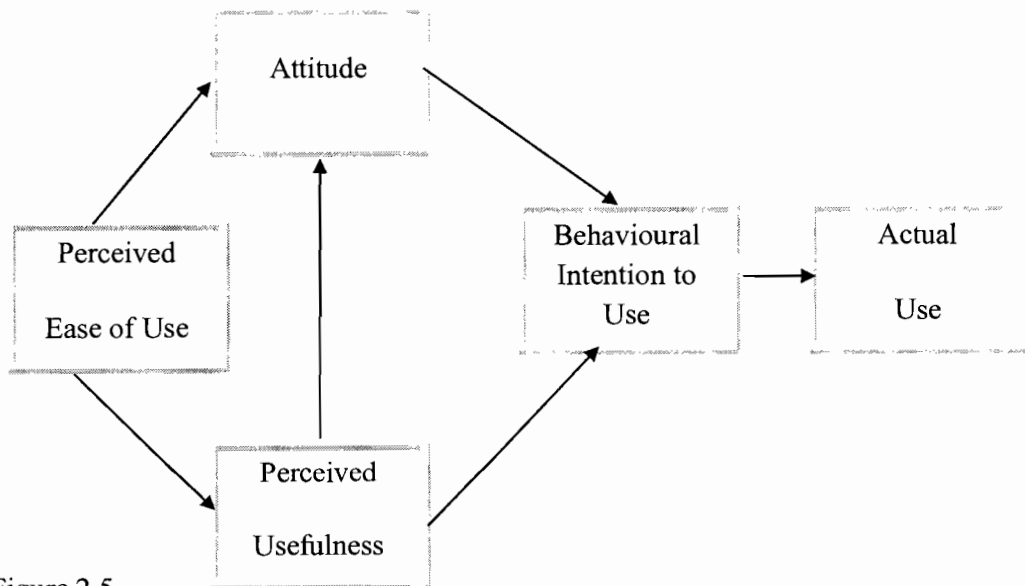 Attitude
Perceived
Ease of Use
Behavioural
Intention to
Use
Actual
Use
Perceived
Usefulness
Figure 2.5